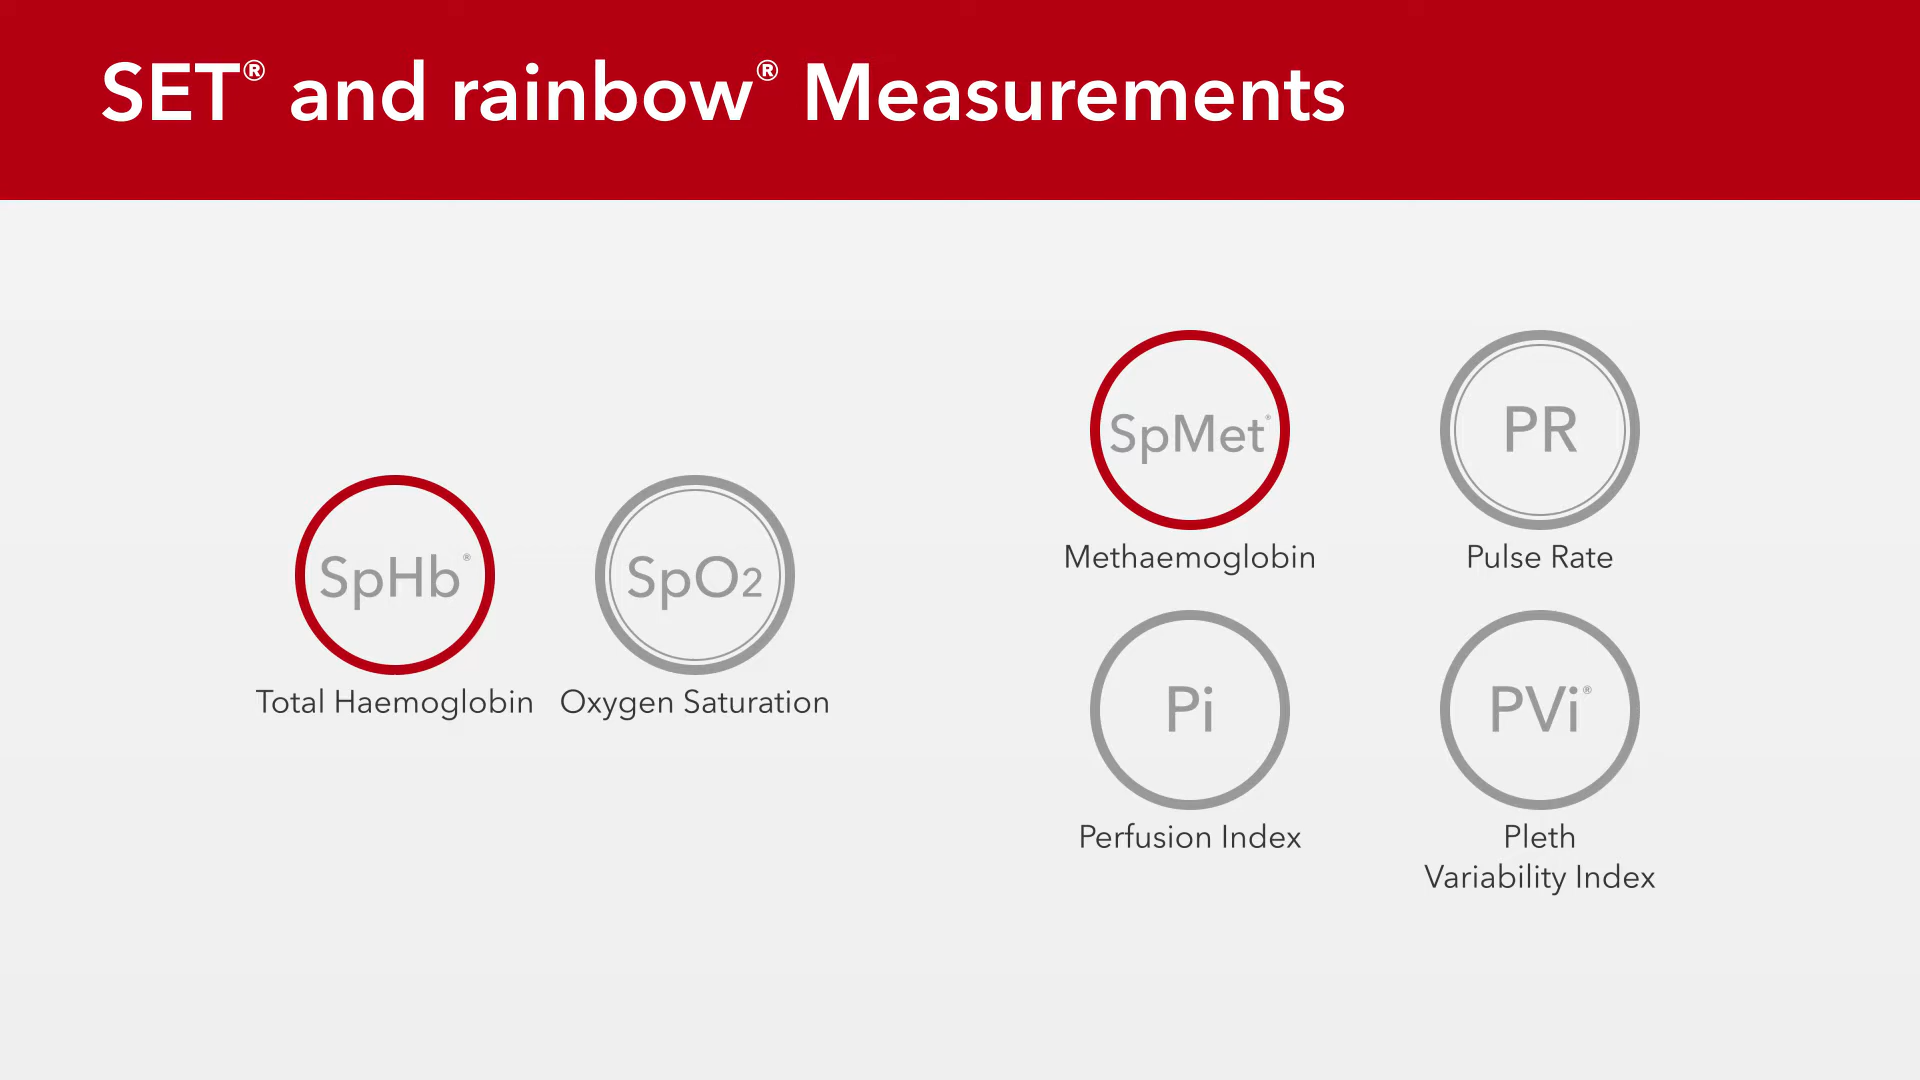 SET® and rainbow® Measurements
SpHb®
Total Haemoglobin
SpO2
Oxygen Saturation
SpMet®
Methaemoglobin
PR
Pulse Rate
Pi
Perfusion Index
PVi®
Pleth
Variability Index